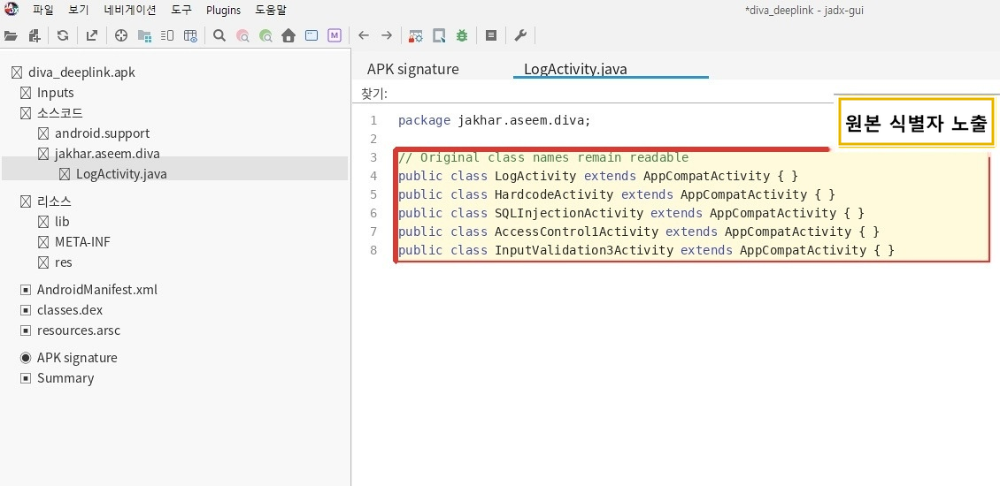 파일 보기 네비게이션 도구 Plugins 도움말 *diva_deeplink - jadx-gui
M
diva_deeplink.apk
Inputs
소스코드
android.support
jakhar.aseem.diva
LogActivity.java
리소스
lib
META-INF
res
AndroidManifest.xml
classes.dex
resources.arsc
APK signature
Summary
APK signature LogActivity.java
찾기:
원본 식별자 노출
1 package jakhar.aseem.diva;
2
3 // Original class names remain readable
4 public class LogActivity extends AppCompatActivity { }
5 public class HardcodeActivity extends AppCompatActivity { }
6 public class SQLInjectionActivity extends AppCompatActivity { }
7 public class AccessControl1Activity extends AppCompatActivity { }
8 public class InputValidation3Activity extends AppCompatActivity { }